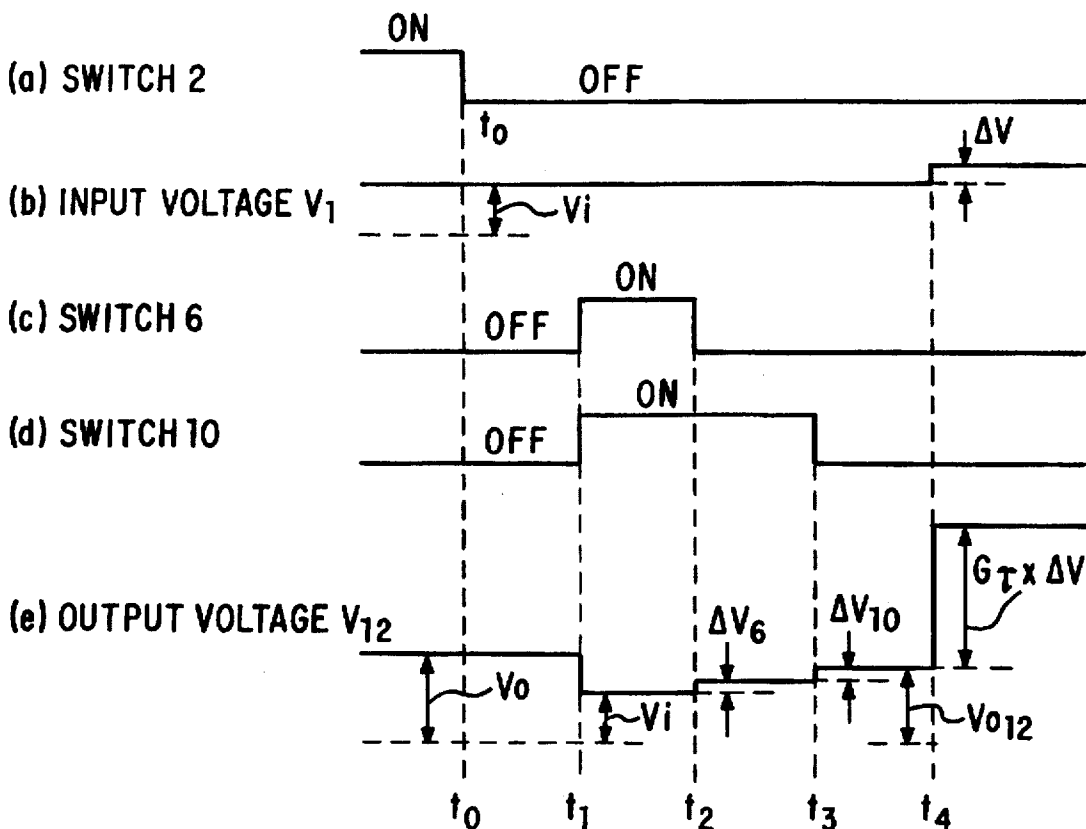 ON
(a) SWITCH 2
OFF
t0
ΔV
(b) INPUT VOLTAGE V1
Vi
ON
(c) SWITCH 6
OFF
ON
(d) SWITCH 10
OFF
GT x ΔV
(e) OUTPUT VOLTAGE V12
ΔV6
ΔV10
Vo
Vi
Vo12
t0 t1 t2 t3 t4